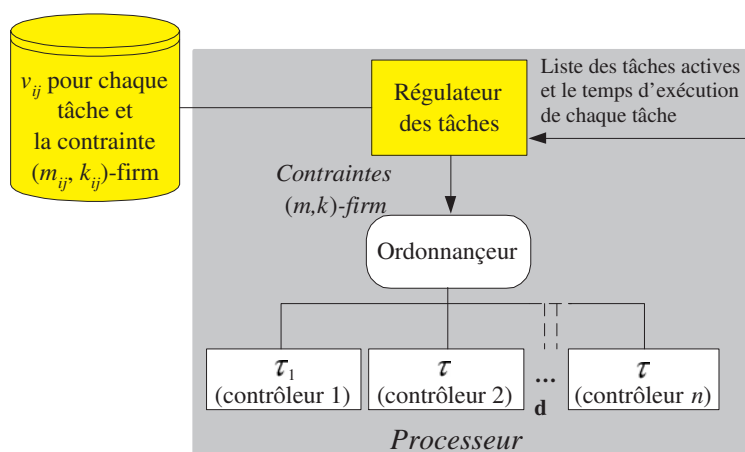 v_ij pour chaque
tâche et
la contrainte
(m_ij, k_ij)-firm
Régulateur
des tâches
Liste des tâches actives
et le temps d'exécution
de chaque tâche
Contraintes
(m,k)-firm
Ordonnançeur
τ_1
(contrôleur 1)
τ
(contrôleur 2)
...
d
τ
(contrôleur n)
Processeur